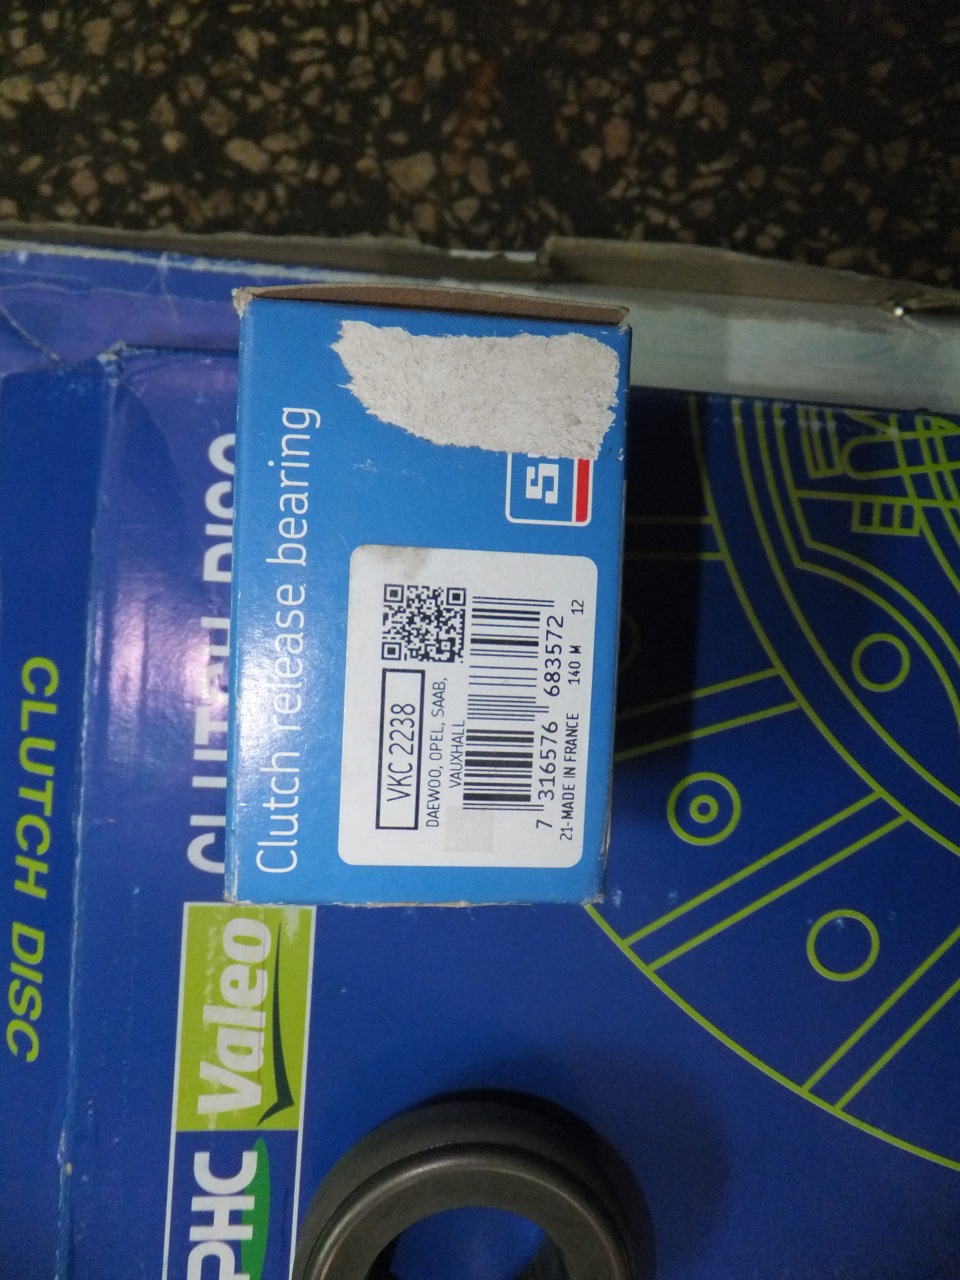 Clutch release bearing
VKC 2238
DAEWOO, OPEL, SAAB,
VAUXHALL
7 316576 683572
21-MADE IN FRANCE 140 M 12
CLUTCH DISC
CLUTCH DISC
Valeo
PHC